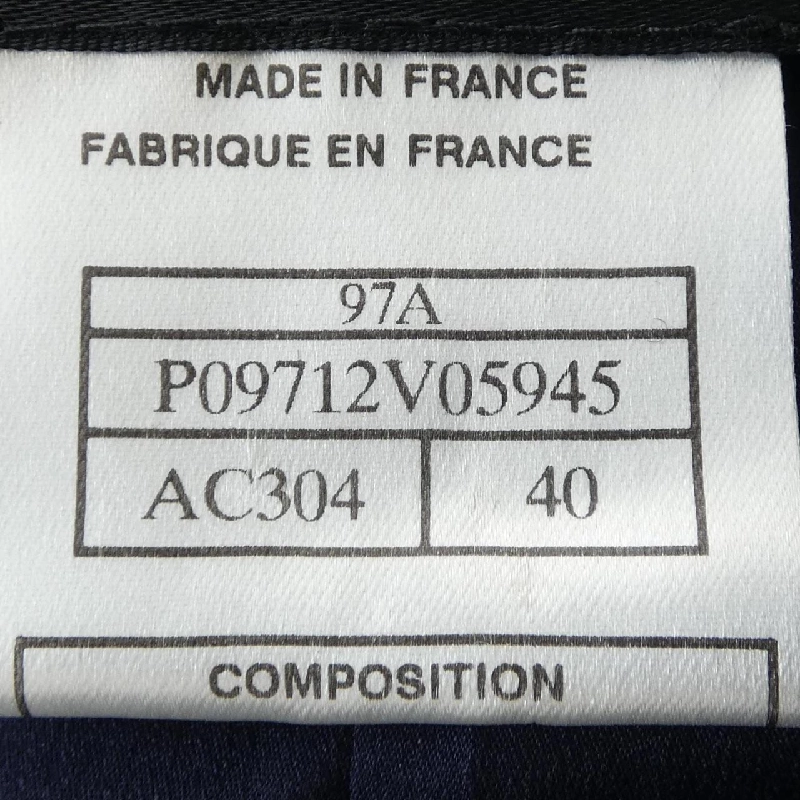 MADE IN FRANCE
FABRIQUE EN FRANCE
97A
P09712V05945
AC304 40
COMPOSITION